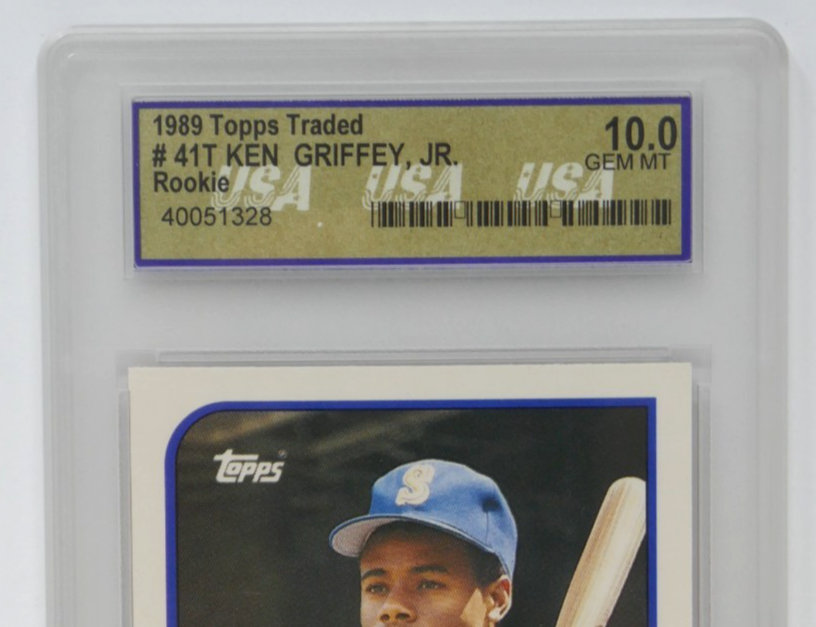 1989 Topps Traded
10.0
# 41T KEN GRIFFEY, JR.
GEM MT
Rookie
USA USA USA
40051328
topps®
S